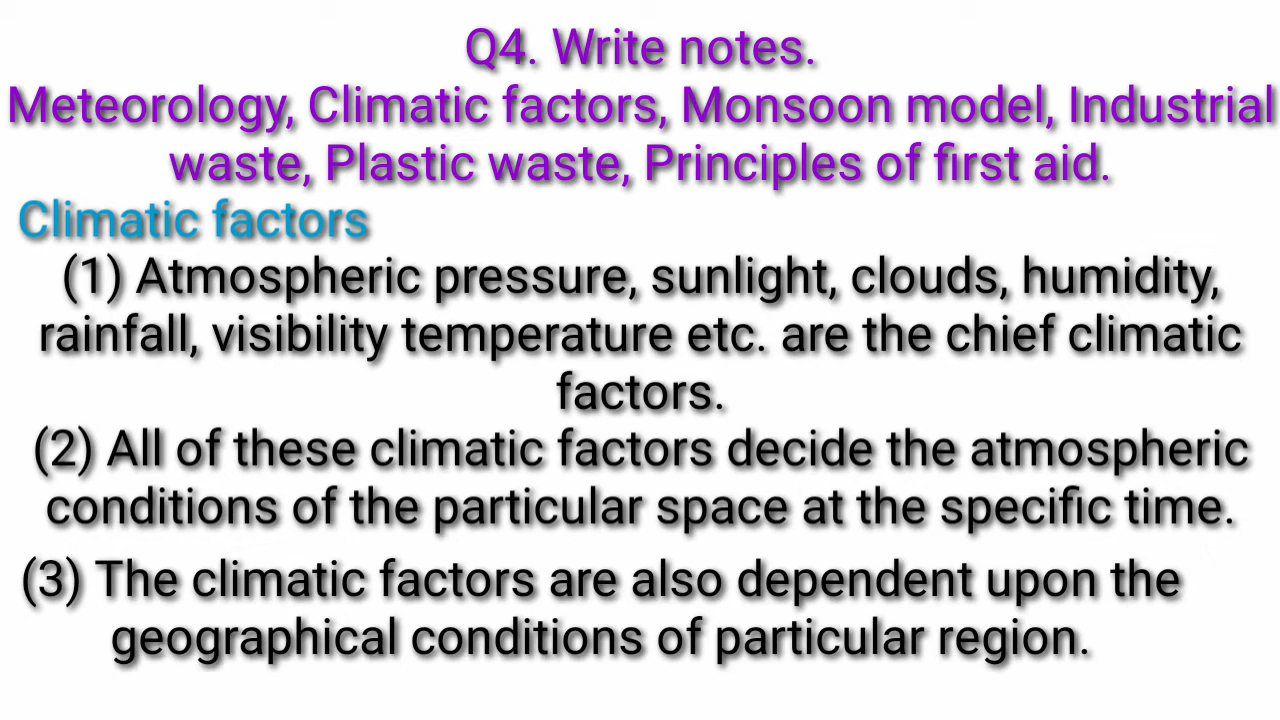 Q4. Write notes.
Meteorology, Climatic factors, Monsoon model, Industrial
waste, Plastic waste, Principles of first aid.
Climatic factors
(1) Atmospheric pressure, sunlight, clouds, humidity,
rainfall, visibility temperature etc. are the chief climatic
factors.
(2) All of these climatic factors decide the atmospheric
conditions of the particular space at the specific time.
(3) The climatic factors are also dependent upon the
geographical conditions of particular region.